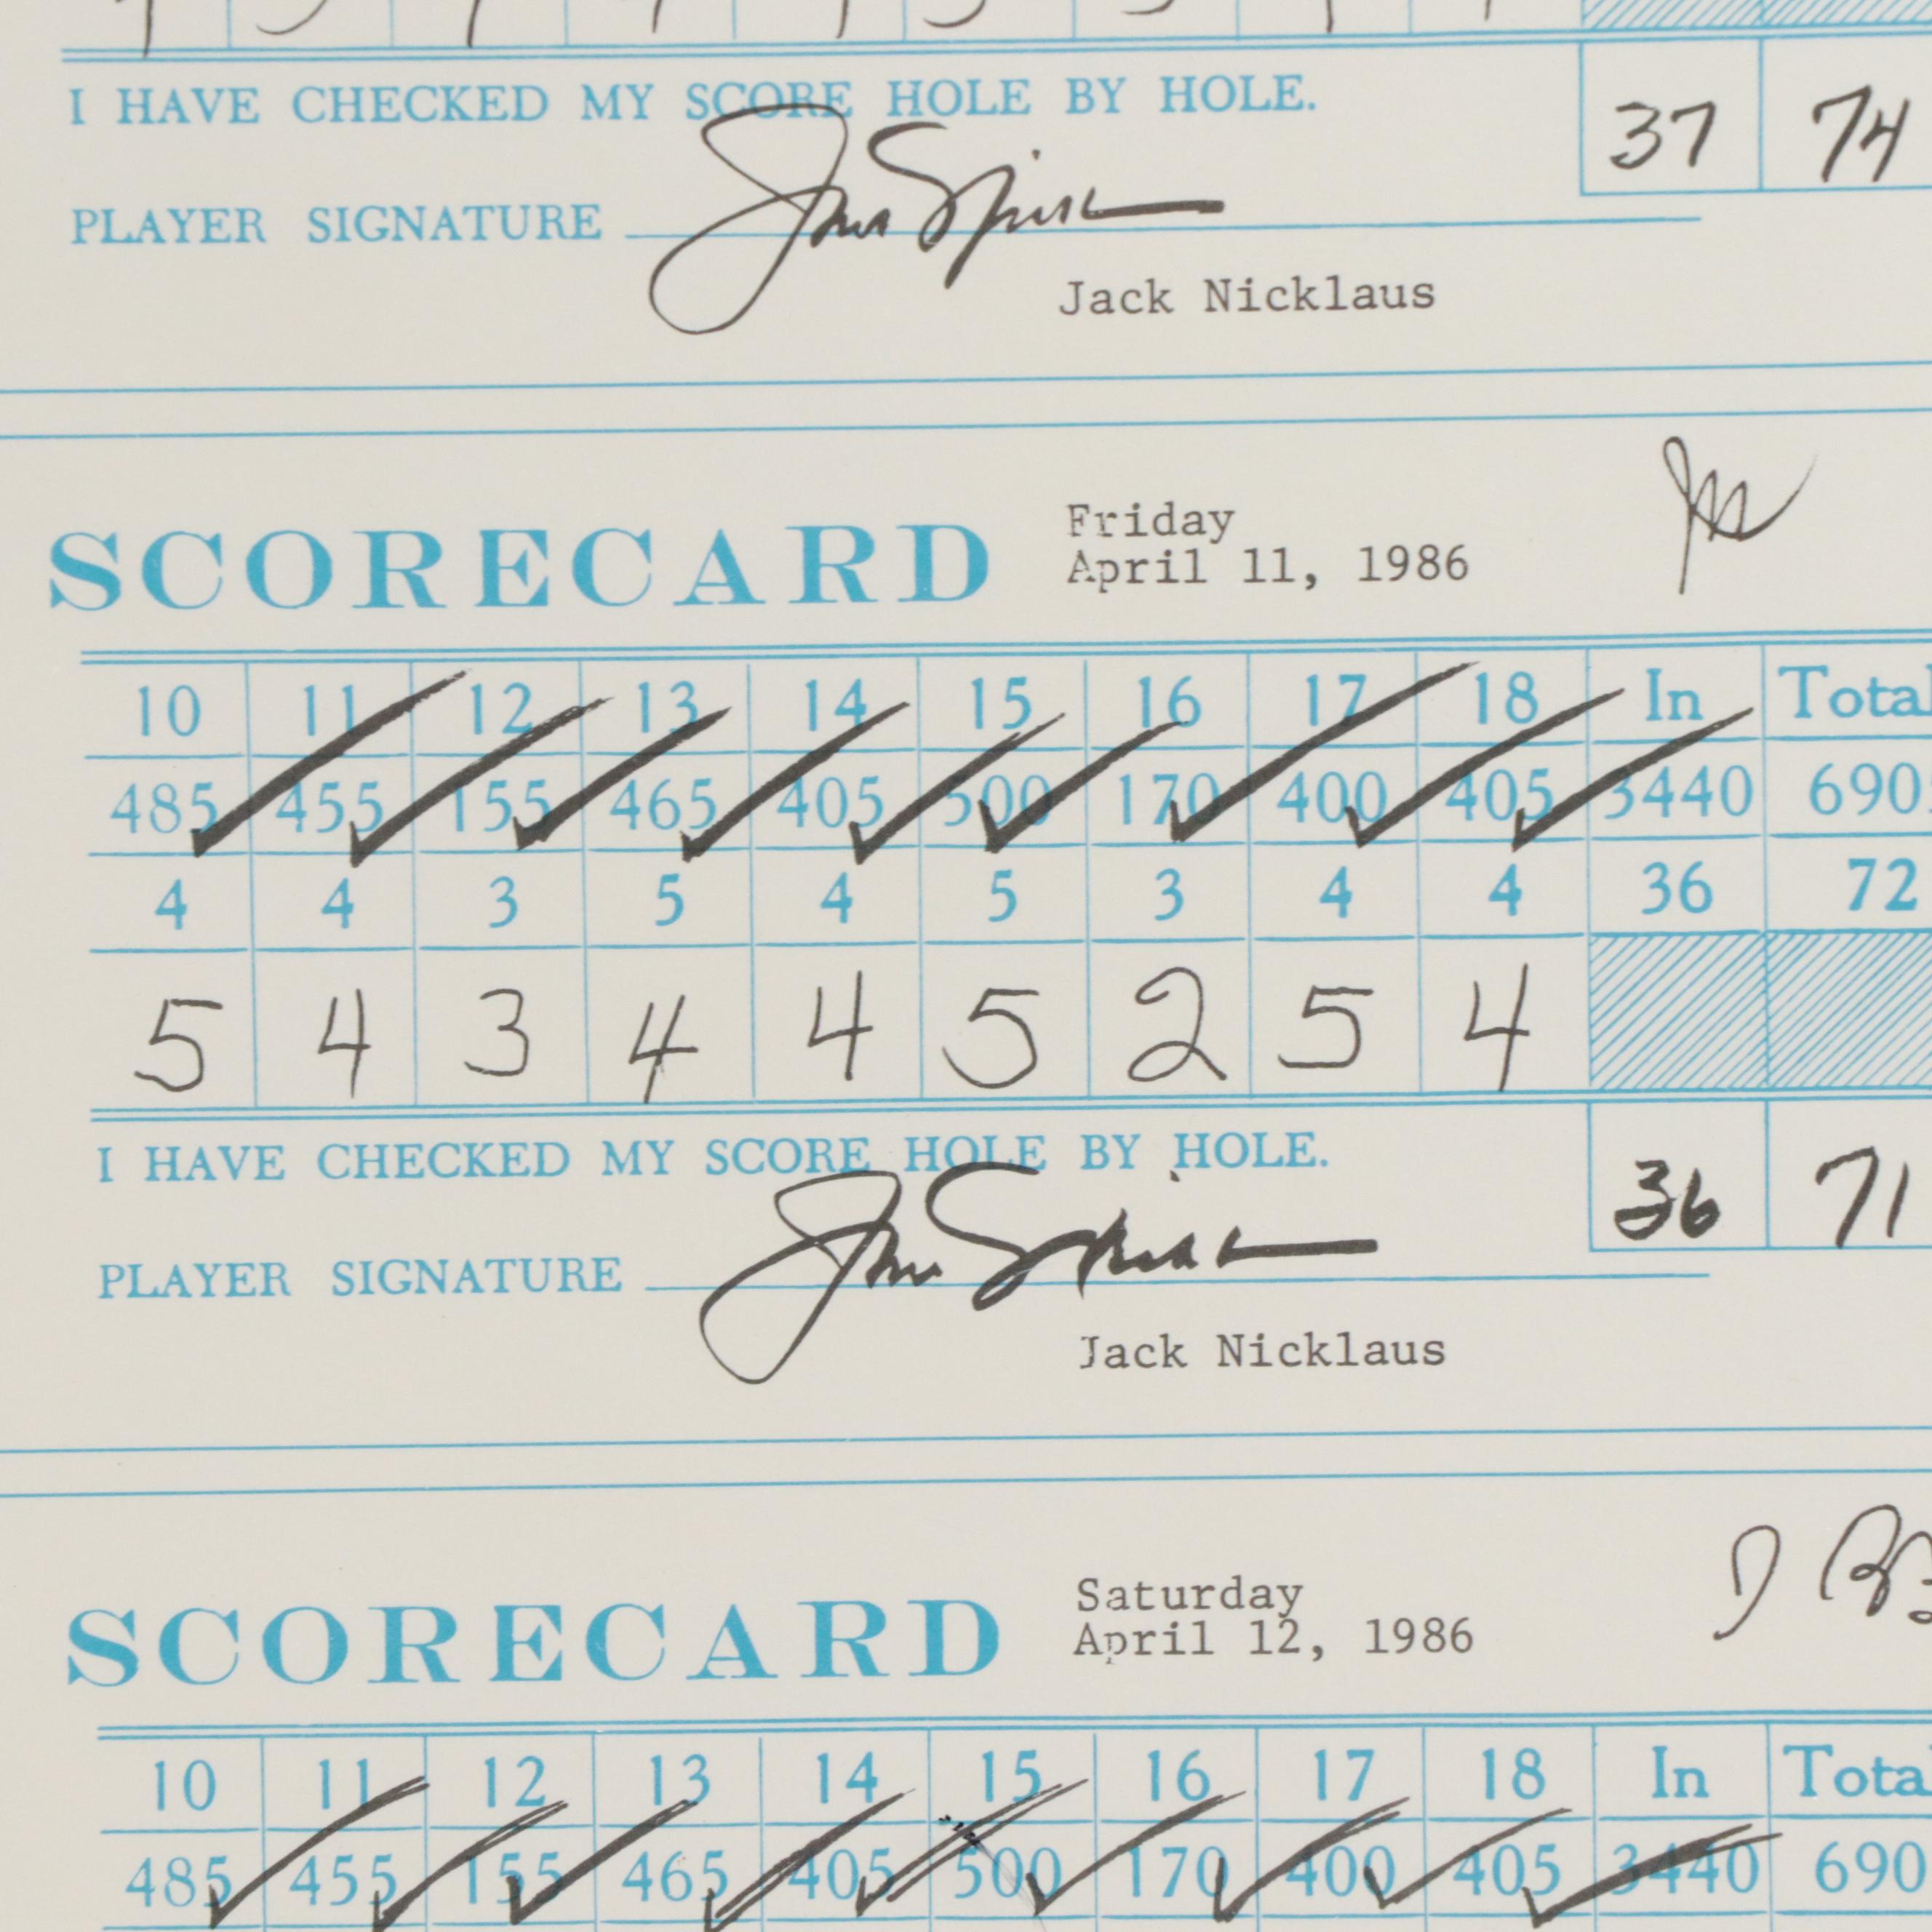 I HAVE CHECKED MY SCORE HOLE BY HOLE. 37 74
PLAYER SIGNATURE
Jack Nicklaus
SCORECARD Friday
April 11, 1986
10 11 12 13 14 15 16 17 18 In Total
485 455 155 465 405 500 170 400 405 3440 690
4 4 3 5 4 5 3 4 4 36 72
5 4 3 4 4 5 2 5 4
I HAVE CHECKED MY SCORE HOLE BY HOLE. 36 71
PLAYER SIGNATURE
Jack Nicklaus
SCORECARD Saturday
April 12, 1986
10 11 12 13 14 15 16 17 18 In Tota
485 455 155 465 405 500 170 400 405 3440 690